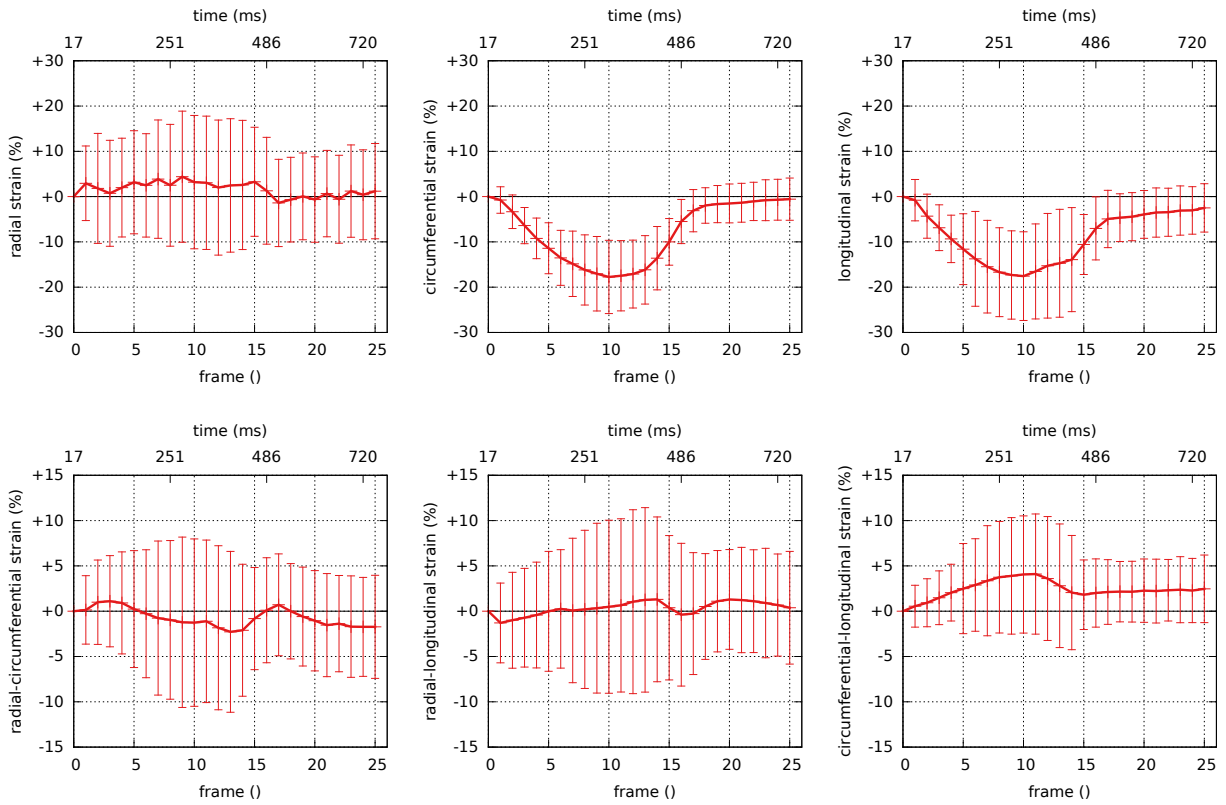 time (ms)
17 251 486 720
+30
+20
+10
+0
-10
-20
-30
radial strain (%)
0 5 10 15 20 25
frame ()
time (ms)
17 251 486 720
+30
+20
+10
+0
-10
-20
-30
circumferential strain (%)
0 5 10 15 20 25
frame ()
time (ms)
17 251 486 720
+30
+20
+10
+0
-10
-20
-30
longitudinal strain (%)
0 5 10 15 20 25
frame ()
time (ms)
17 251 486 720
+15
+10
+5
+0
-5
-10
-15
radial-circumferential strain (%)
0 5 10 15 20 25
frame ()
time (ms)
17 251 486 720
+15
+10
+5
+0
-5
-10
-15
radial-longitudinal strain (%)
0 5 10 15 20 25
frame ()
time (ms)
17 251 486 720
+15
+10
+5
+0
-5
-10
-15
circumferential-longitudinal strain (%)
0 5 10 15 20 25
frame ()